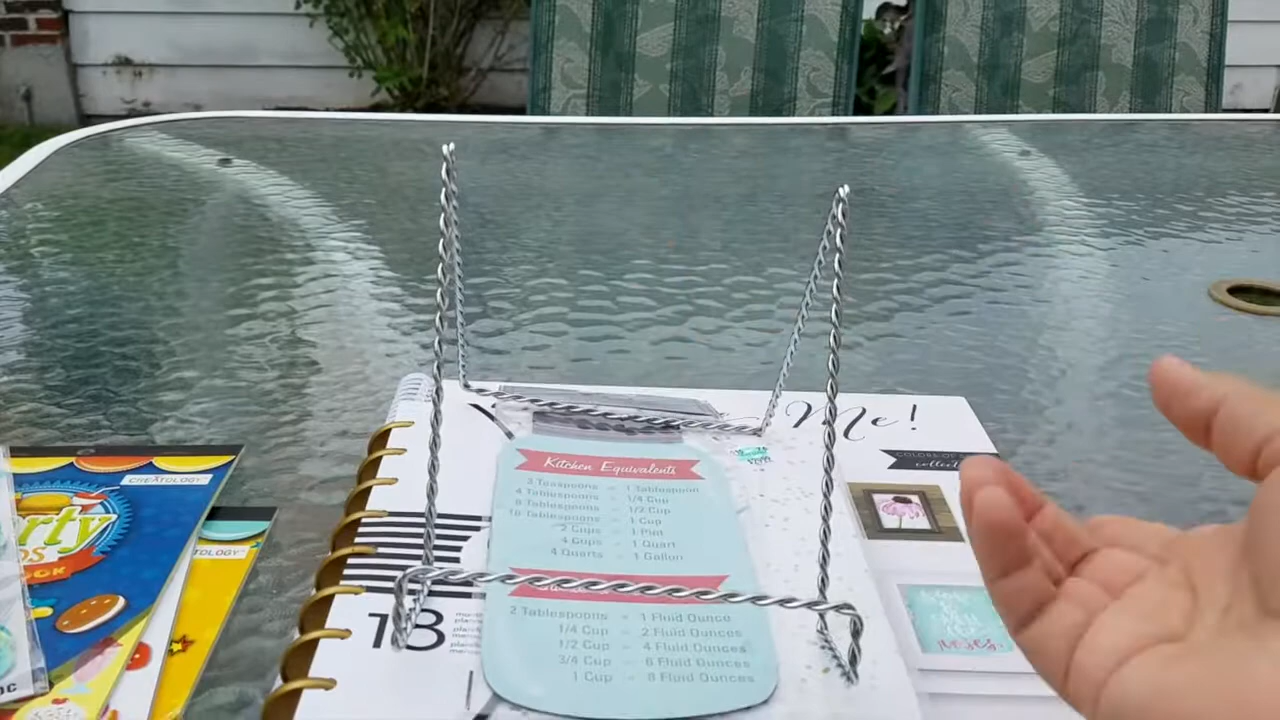 Me!
CREATOLOGY
Kitchen Equivalents
3 Teaspoons = 1 Tablespoon
4 Tablespoons = 1/4 Cup
8 Tablespoons = 1/2 Cup
16 Tablespoons = 1 Cup
2 Cups = 1 Pint
4 Cups = 1 Quart
4 Quarts = 1 Gallon
COLORS OF
CREATOLOGY
18
2 Tablespoons = 1 Fluid Ounce
1/4 Cup = 2 Fluid Ounces
1/2 Cup = 4 Fluid Ounces
3/4 Cup = 6 Fluid Ounces
1 Cup = 8 Fluid Ounces